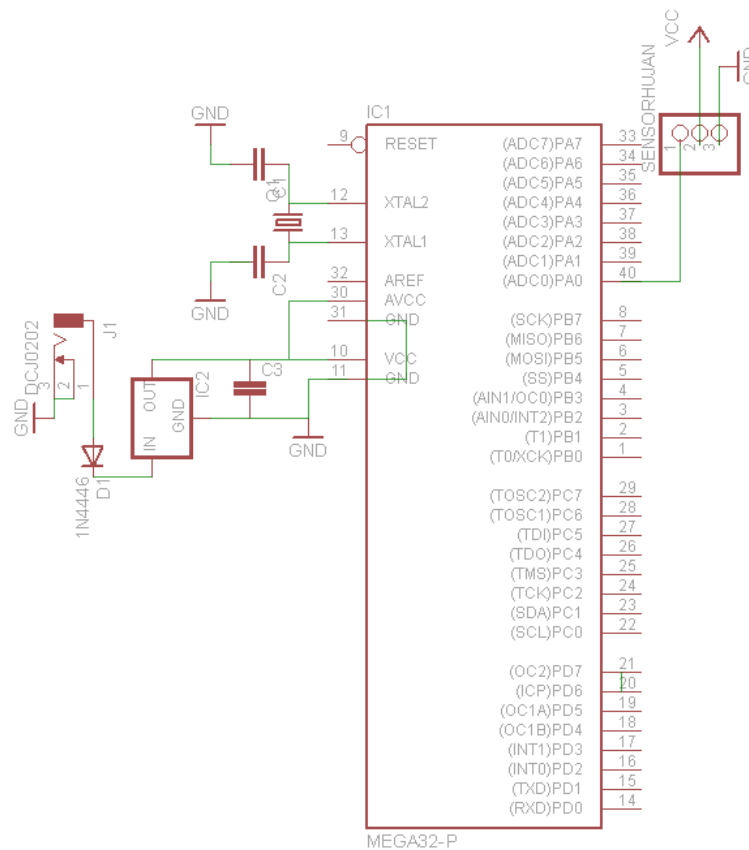 VCC
GND
SENSORHUJAN
1
2
3
GND
IC1
9 RESET
C1
Q1
12 XTAL2
13 XTAL1
C2
GND
32 AREF
30 AVCC
31 GND
10 VCC
11 GND
(ADC7)PA7 33
(ADC6)PA6 34
(ADC5)PA5 35
(ADC4)PA4 36
(ADC3)PA3 37
(ADC2)PA2 38
(ADC1)PA1 39
(ADC0)PA0 40
(SCK)PB7 8
(MISO)PB6 7
(MOSI)PB5 6
(SS)PB4 5
(AIN1/OC0)PB3 4
(AIN0/INT2)PB2 3
(T1)PB1 2
(T0/XCK)PB0 1
(TOSC2)PC7 29
(TOSC1)PC6 28
(TDI)PC5 27
(TDO)PC4 26
(TMS)PC3 25
(TCK)PC2 24
(SDA)PC1 23
(SCL)PC0 22
(OC2)PD7 21
(ICP)PD6 20
(OC1A)PD5 19
(OC1B)PD4 18
(INT1)PD3 17
(INT0)PD2 16
(TXD)PD1 15
(RXD)PD0 14
MEGA32-P
J1
DCJ0202
3
2
1
GND
1N4446
D1
OUT
IN
GND
IC2
C3
GND